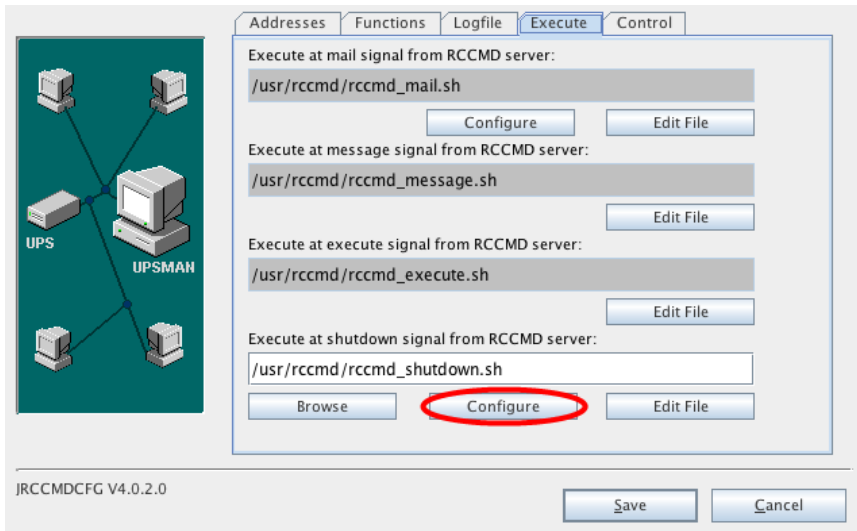 Addresses Functions Logfile Execute Control
Execute at mail signal from RCCMD server:
/usr/rccmd/rccmd_mail.sh
Configure Edit File
Execute at message signal from RCCMD server:
/usr/rccmd/rccmd_message.sh
Edit File
Execute at execute signal from RCCMD server:
/usr/rccmd/rccmd_execute.sh
Edit File
Execute at shutdown signal from RCCMD server:
/usr/rccmd/rccmd_shutdown.sh
Browse Configure Edit File
UPS
UPSMAN
JRCCMDCFG V4.0.2.0
Save Cancel